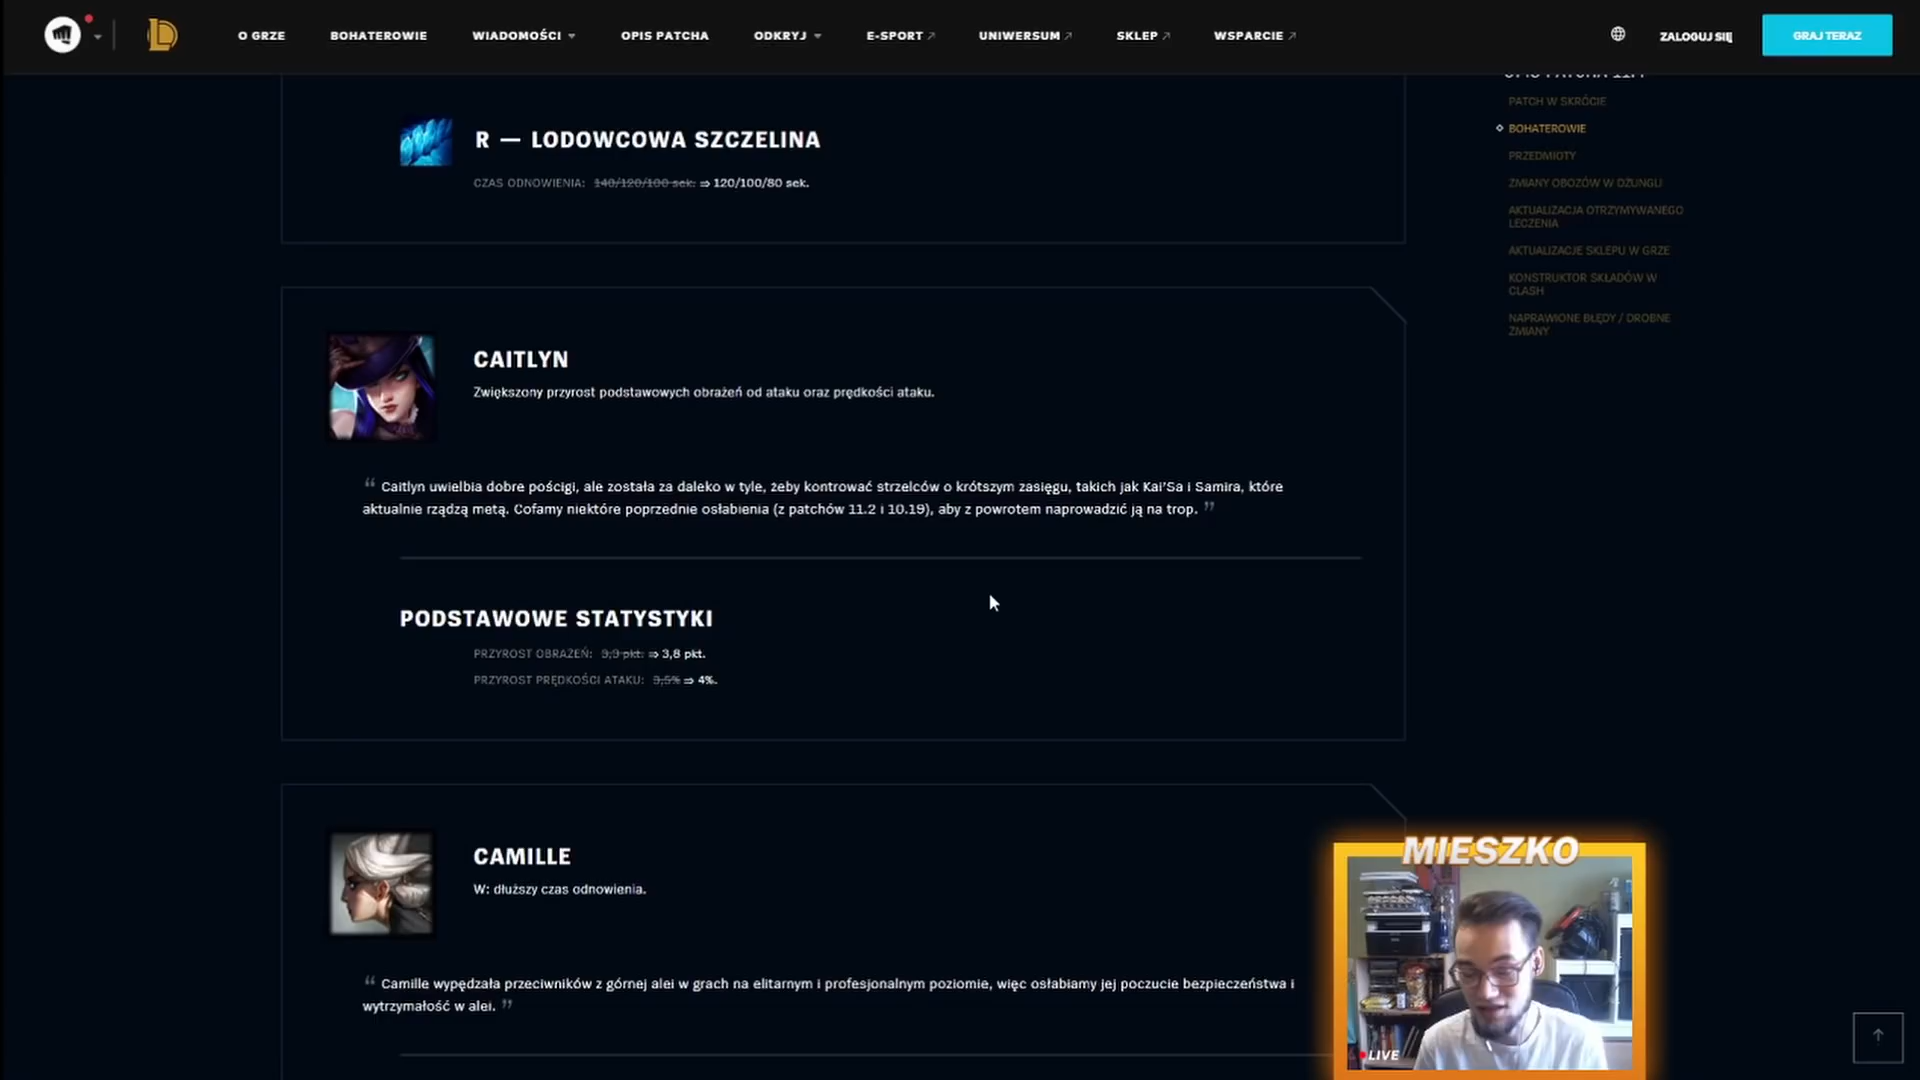 O GRZE
BOHATEROWIE
WIADOMOŚCI
OPIS PATCHA
ODKRYJ
E-SPORT
UNIWERSUM
SKLEP
WSPARCIE
ZALOGUJ SIĘ
GRAJ TERAZ
PATCH W SKRÓCIE
BOHATEROWIE
PRZEDMIOTY
ZMIANY OBOZÓW W DŻUNGLI
AKTUALIZACJA OTRZYMYWANEGO
LECZENIA
AKTUALIZACJE SKLEPU W GRZE
KONSTRUKTOR SKŁADÓW W
CLASH
NAPRAWIONE BŁĘDY / DROBNE
ZMIANY
R — LODOWCOWA SZCZELINA
CZAS ODNOWIENIA: 140/120/100 sek. ⇒ 120/100/80 sek.
CAITLYN
Zwiększony przyrost podstawowych obrażeń od ataku oraz prędkości ataku.
“ Caitlyn uwielbia dobre pościgi, ale została za daleko w tyle, żeby kontrować strzelców o krótszym zasięgu, takich jak Kai'Sa i Samira, które
aktualnie rządzą metą. Cofamy niektóre poprzednie osłabienia (z patchów 11.2 i 10.19), aby z powrotem naprowadzić ją na trop. ”
PODSTAWOWE STATYSTYKI
PRZYROST OBRAŻEŃ: 3,3 pkt. ⇒ 3,8 pkt.
PRZYROST PRĘDKOŚCI ATAKU: 3,5% ⇒ 4%.
CAMILLE
W: dłuższy czas odnowienia.
“ Camille wypędzała przeciwników z górnej alei w grach na elitarnym i profesjonalnym poziomie, więc osłabiamy jej poczucie bezpieczeństwa i
wytrzymałość w alei. ”
MIESZKO
LIVE